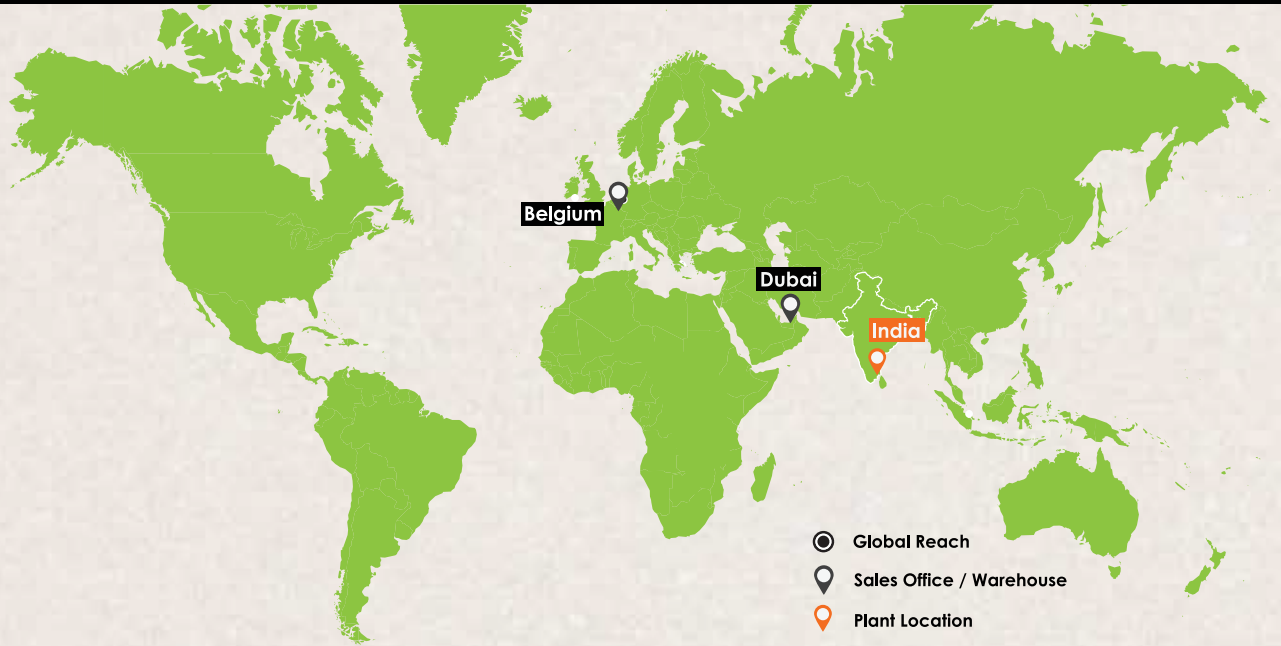 Belgium
Dubai
India
Global Reach
Sales Office / Warehouse
Plant Location